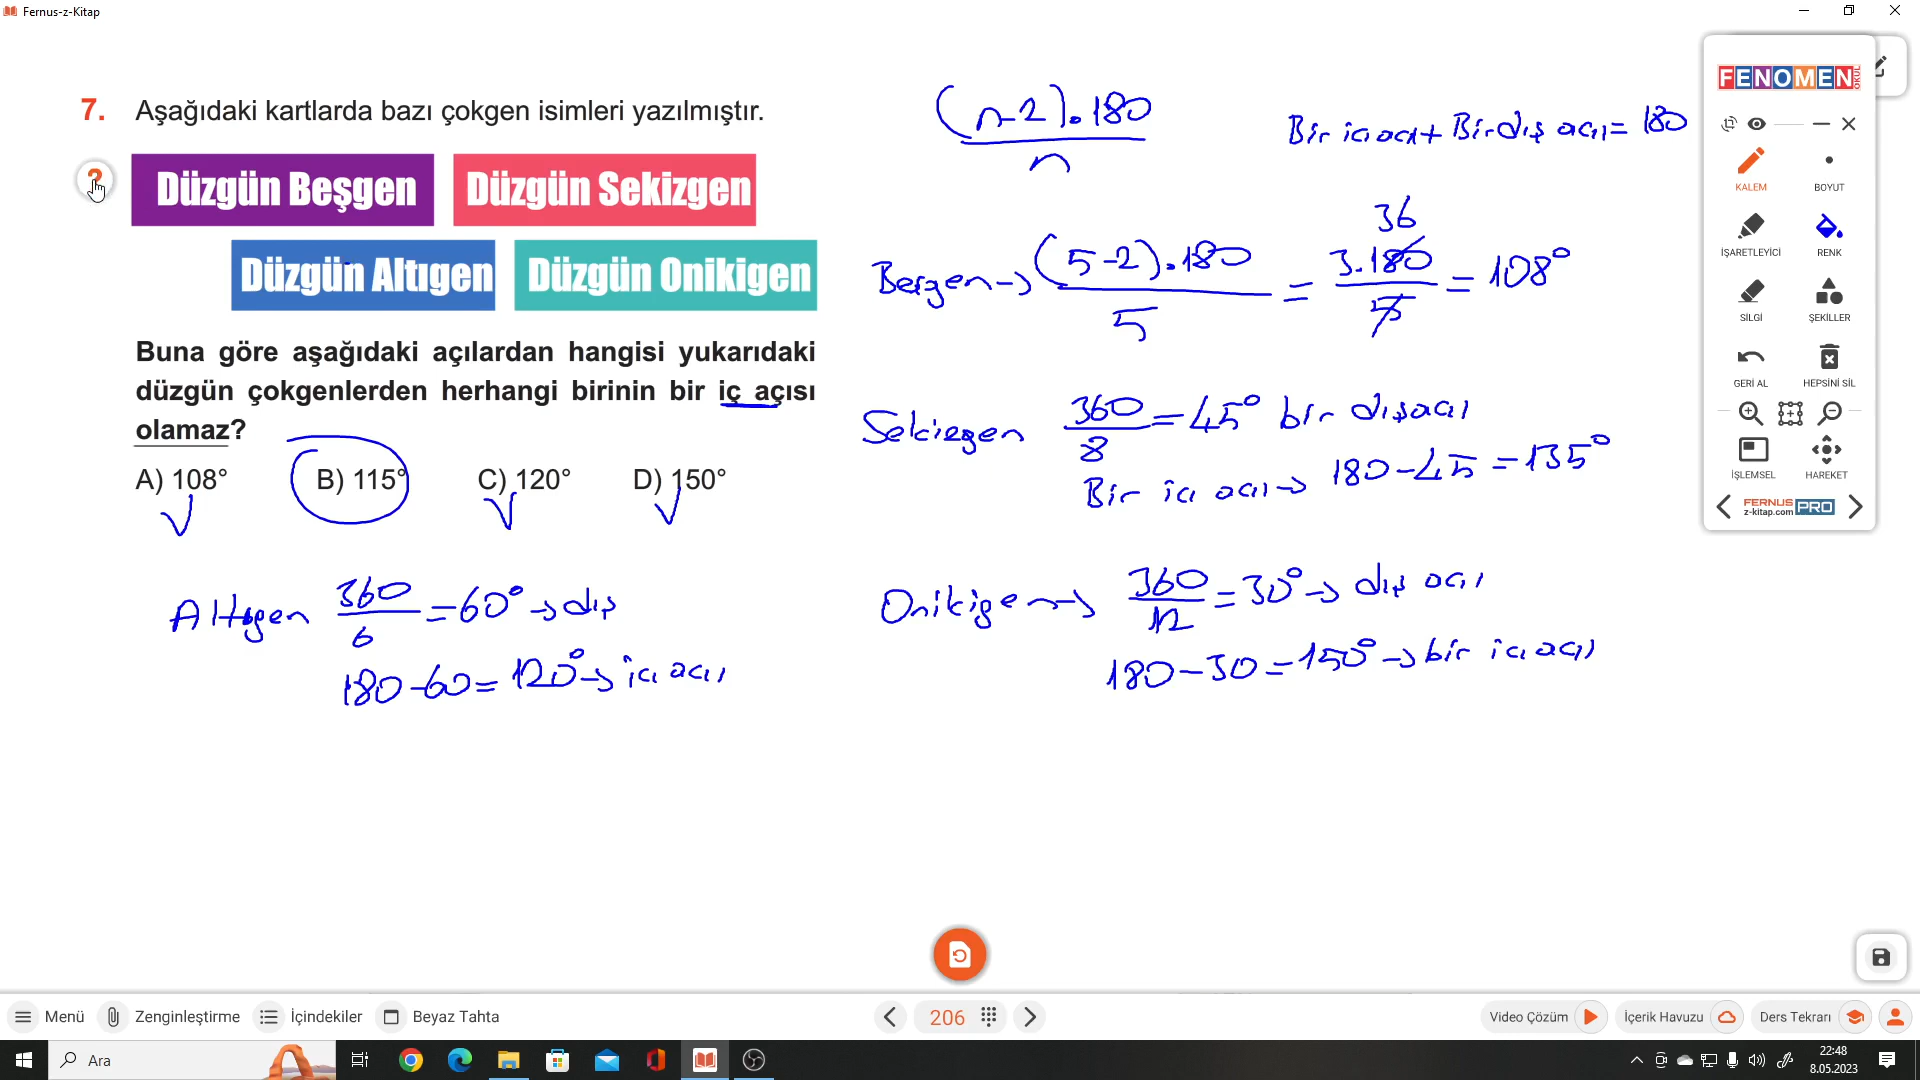 Fernus-z-Kitap
7. Aşağıdaki kartlarda bazı çokgen isimleri yazılmıştır.
?
Düzgün Beşgen
Düzgün Sekizgen
Düzgün Altıgen
Düzgün Onikigen
Buna göre aşağıdaki açılardan hangisi yukarıdaki
düzgün çokgenlerden herhangi birinin bir iç açısı
olamaz?
A) 108° B) 115° C) 120° D) 150°
Altıgen 360/6 = 60° → dış
180-60 = 120° → iç açı
(n-2).180/n
Bir iç açı + Bir dış açı = 180
Beşgen → (5-2).180/5 = 3.180/5 = 108°
36
Sekizgen 360/8 = 45° bir dış açı
Bir iç açı → 180-45 = 135°
Onikigen → 360/12 = 30° → dış açı
180-30 = 150° → bir iç açı
FENOMEN OKUL
KALEM
BOYUT
İŞARETLEYİCİ
RENK
SİLGİ
ŞEKİLLER
GERİ AL
HEPSİNİ SİL
İŞLEMSEL
HAREKET
FERNUS
z-kitap.com PRO
Menü
Zenginleştirme
İçindekiler
Beyaz Tahta
206
Video Çözüm
İçerik Havuzu
Ders Tekrarı
Ara
22:48
8.05.2023